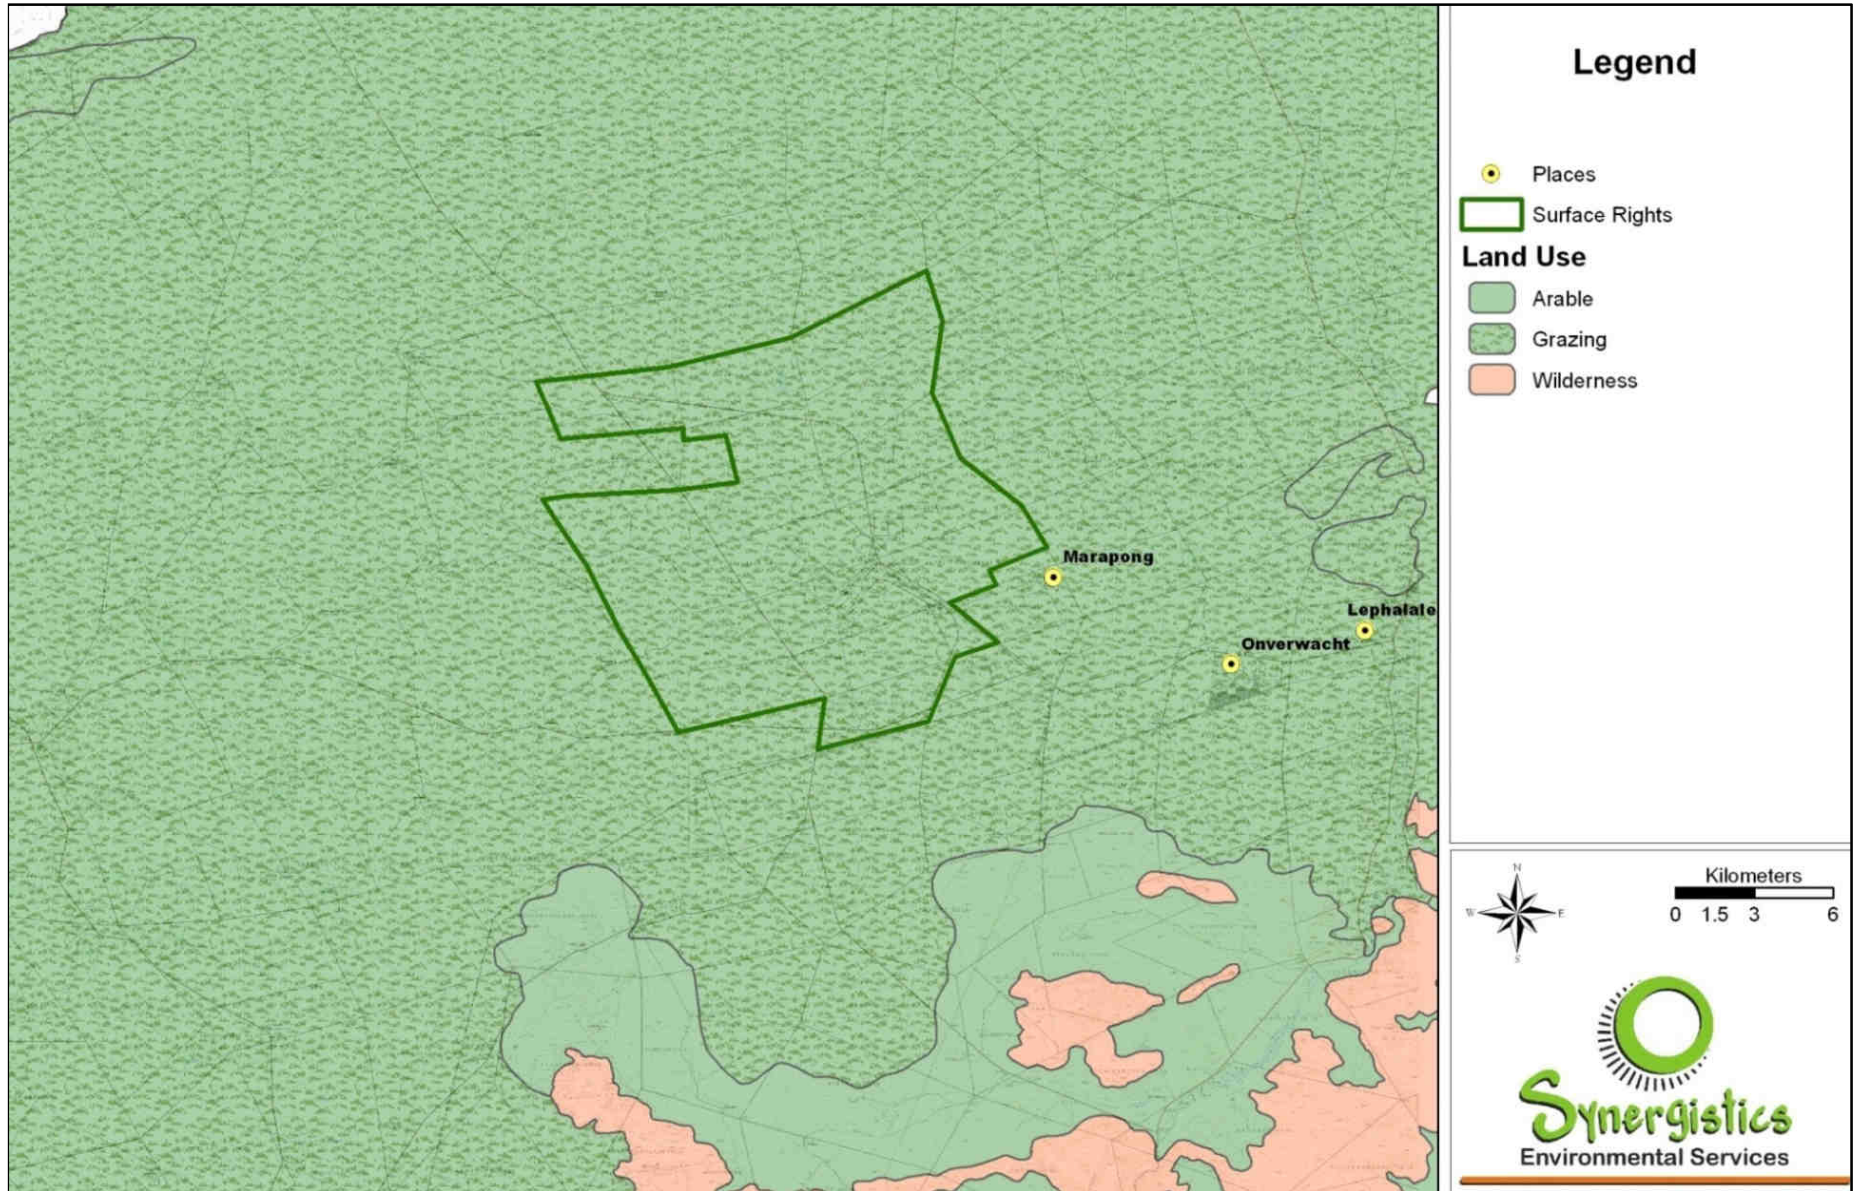 Legend
Places
Surface Rights
Land Use
Arable
Grazing
Wilderness
Marapong
Lephalale
Onverwacht
N
W E
S
Kilometers
0 1.5 3 6
Synergistics
Environmental Services